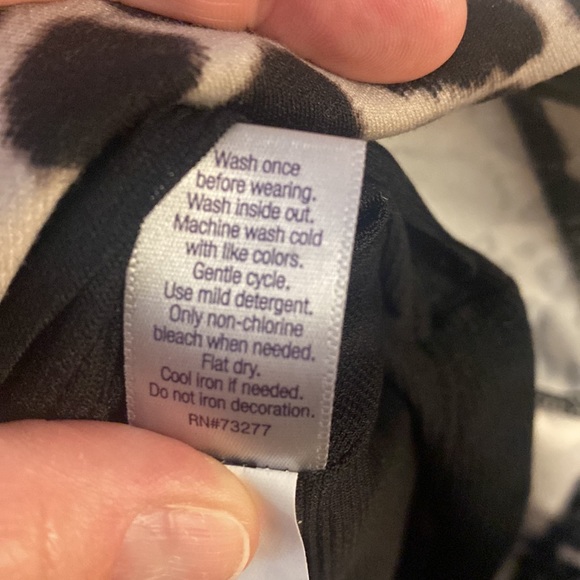 Wash once
before wearing.
Wash inside out.
Machine wash cold
with like colors.
Gentle cycle.
Use mild detergent.
Only non-chlorine
bleach when needed.
Flat dry.
Cool iron if needed.
Do not iron decoration.
RN#73277